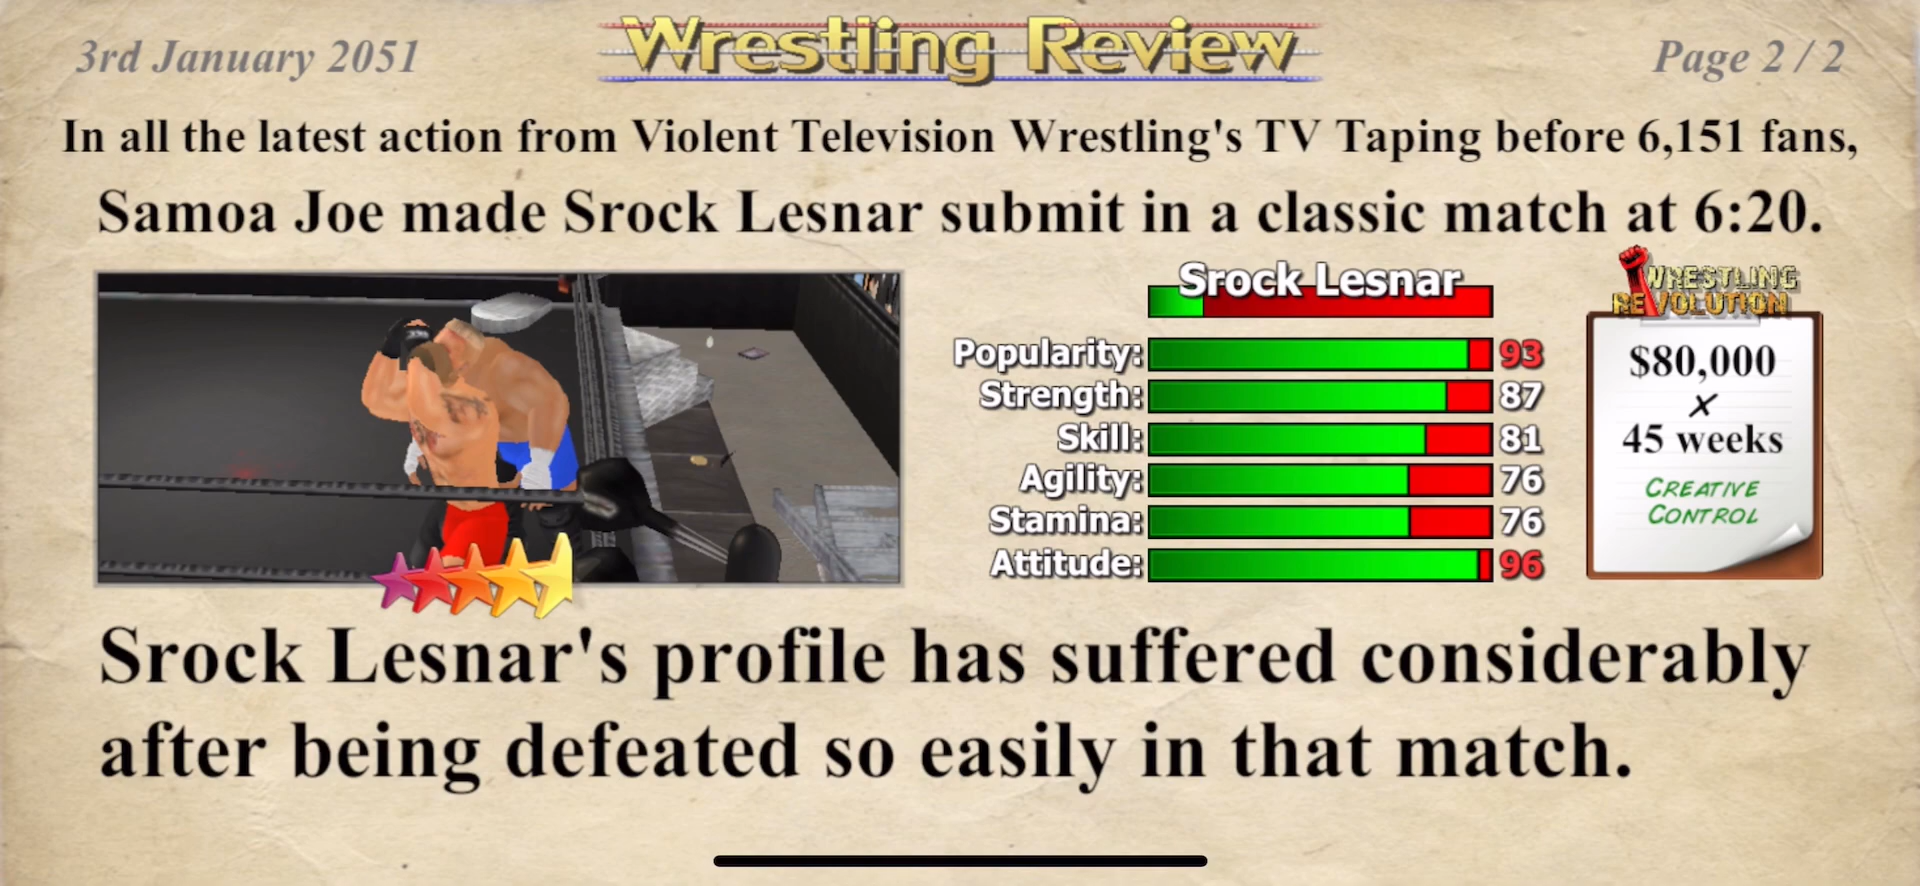 3rd January 2051
Wrestling Review
Page 2 / 2
In all the latest action from Violent Television Wrestling's TV Taping before 6,151 fans,
Samoa Joe made Srock Lesnar submit in a classic match at 6:20.
Srock Lesnar
Popularity: 93
Strength: 87
Skill: 81
Agility: 76
Stamina: 76
Attitude: 96
WRESTLING
REVOLUTION
$80,000
x
45 weeks
CREATIVE
CONTROL
Srock Lesnar's profile has suffered considerably
after being defeated so easily in that match.